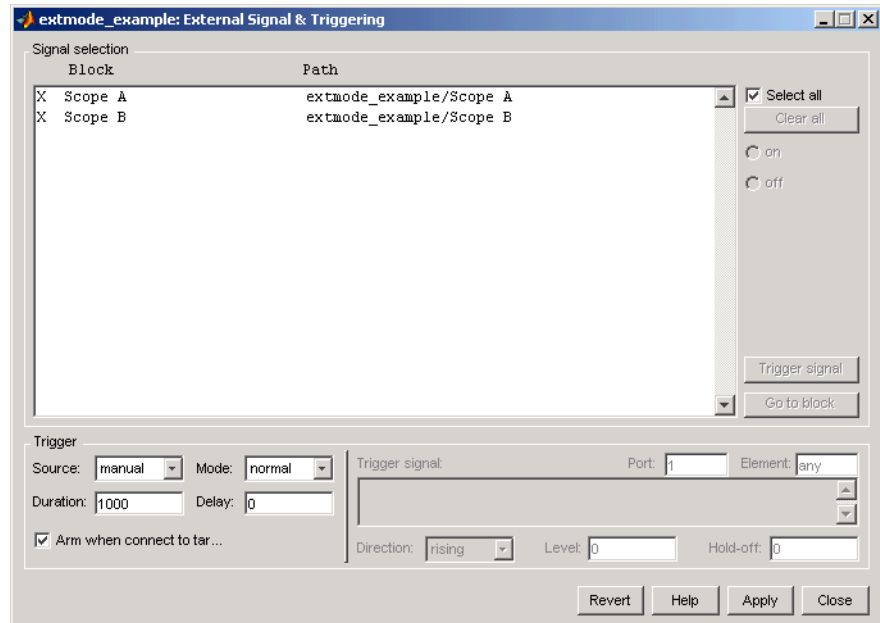 extmode_example: External Signal & Triggering
Signal selection
Block Path
X Scope A extmode_example/Scope A
X Scope B extmode_example/Scope B
Select all
Clear all
on
off
Trigger signal
Go to block
Trigger
Source: manual Mode: normal
Duration: 1000 Delay: 0
Arm when connect to tar...
Trigger signal: Port: 1 Element: any
Direction: rising Level: 0 Hold-off: 0
Revert Help Apply Close